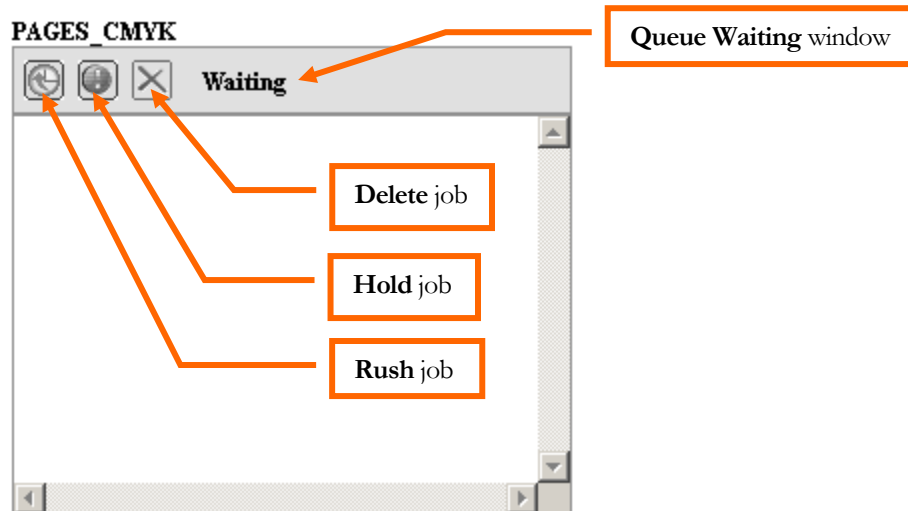 PAGES_CMYK
Queue Waiting window
Waiting
Delete job
Hold job
Rush job